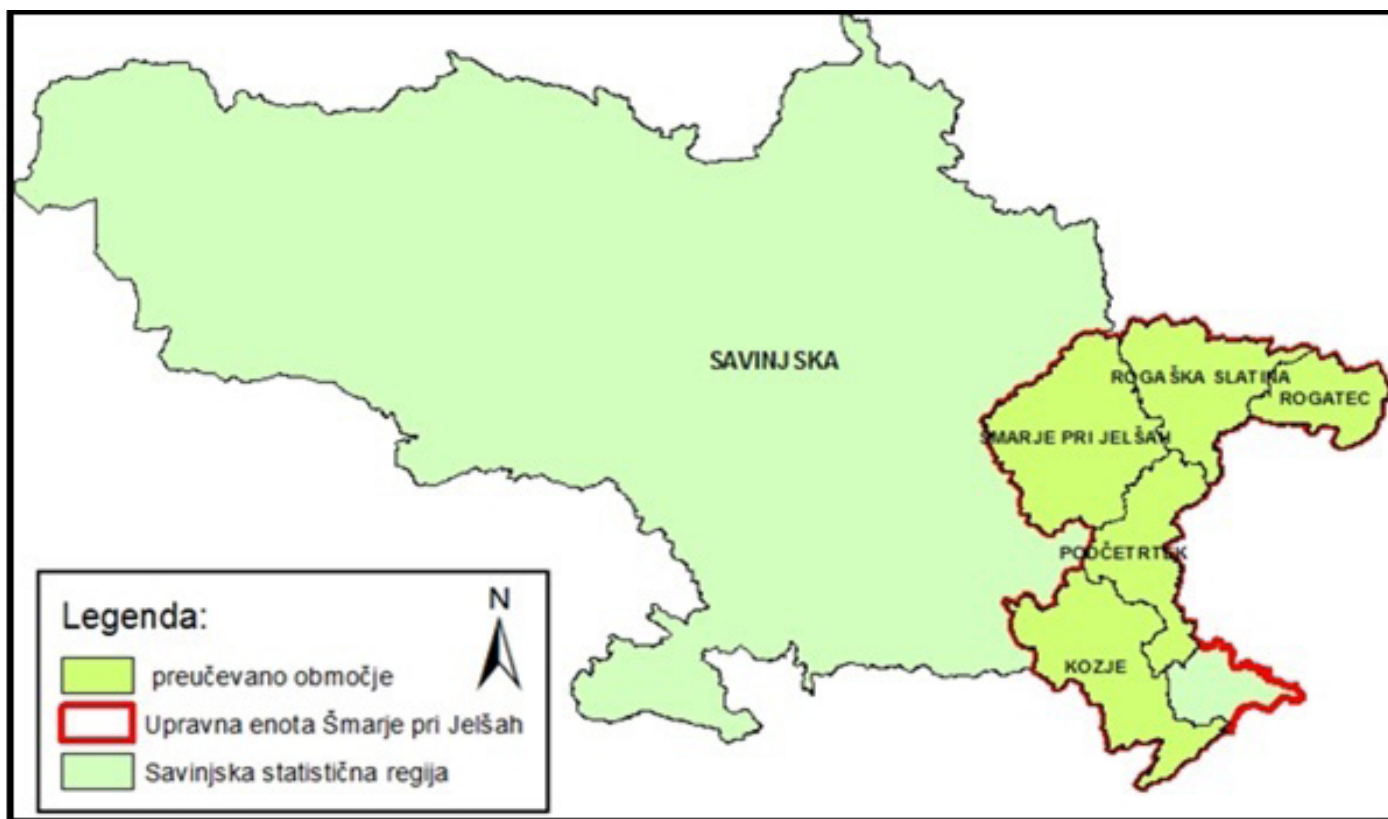 SAVINJSKA
ROGAŠKA SLATINA
ROGATEC
ŠMARJE PRI JELŠAH
PODČETRTEK
KOZJE
Legenda:
N
preučevano območje
Upravna enota Šmarje pri Jelšah
Savinjska statistična regija